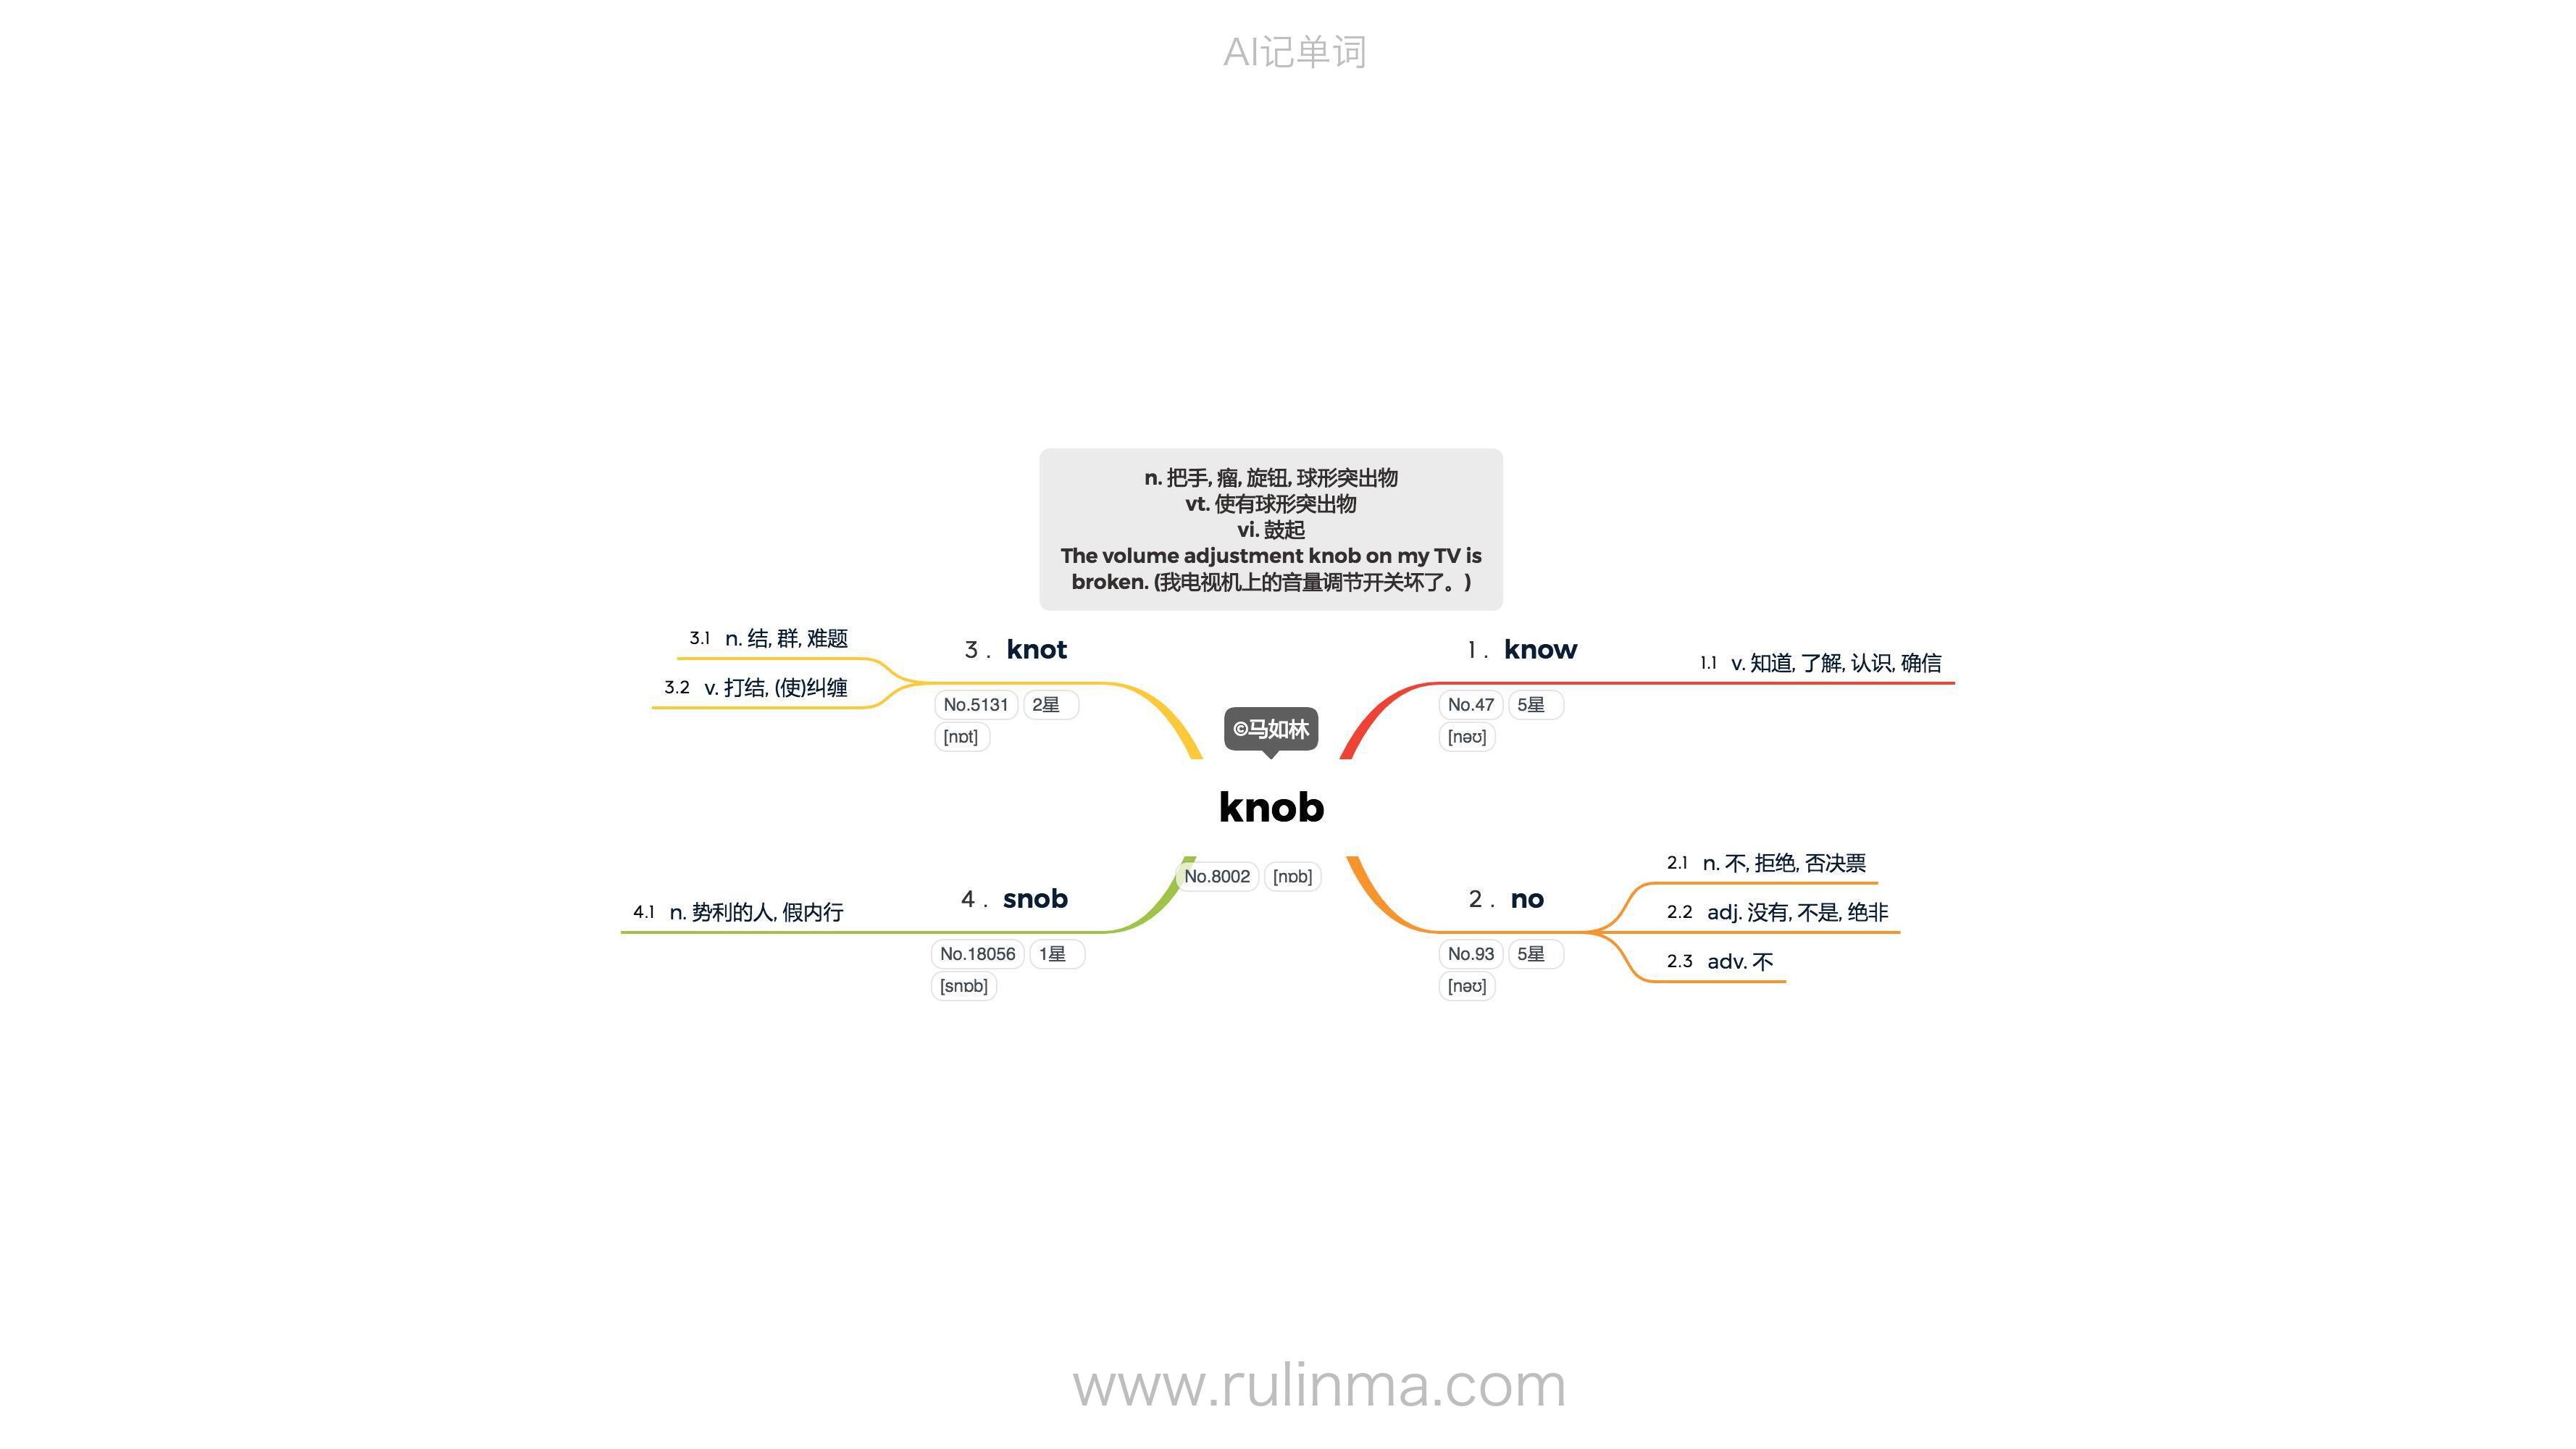 AI记单词
n. 把手, 瘤, 旋钮, 球形突出物
vt. 使有球形突出物
vi. 鼓起
The volume adjustment knob on my TV is
broken. (我电视机上的音量调节开关坏了。)
©马如林
knob
No.8002 [nɒb]
1 . know
No.47 5星
[nəʊ]
1.1 v. 知道, 了解, 认识, 确信
2 . no
No.93 5星
[nəʊ]
2.1 n. 不, 拒绝, 否决票
2.2 adj. 没有, 不是, 绝非
2.3 adv. 不
3 . knot
No.5131 2星
[nɒt]
3.1 n. 结, 群, 难题
3.2 v. 打结, (使)纠缠
4 . snob
No.18056 1星
[snɒb]
4.1 n. 势利的人, 假内行
www.rulinma.com